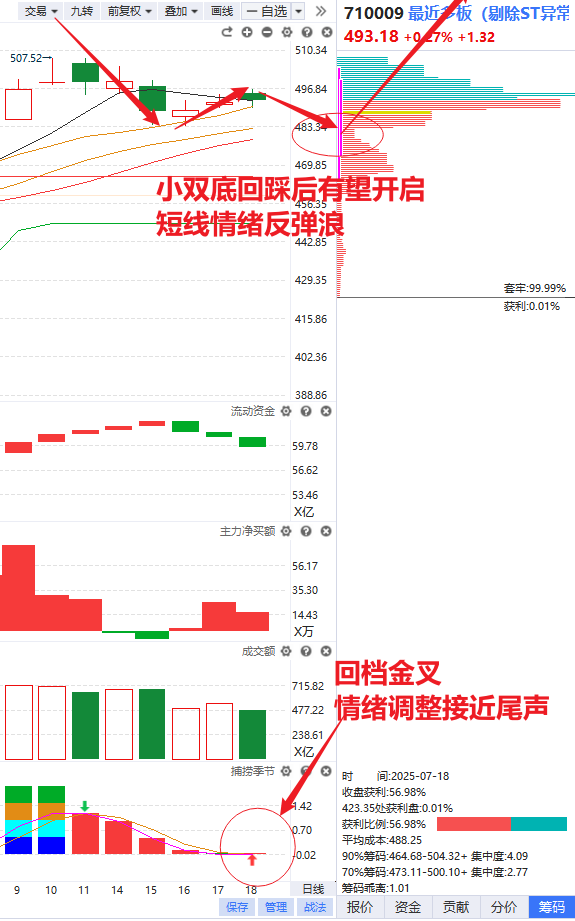 交易 九转 前复权 叠加 画线 一自选
507.52
510.34
496.84
483.34
469.85
456.35
442.85
429.35
415.86
402.36
388.86
小双底回踩后有望开启
短线情绪反弹浪
流动资金
59.78
56.62
53.46
X亿
主力净买额
56.17
35.30
14.43
X万
成交额
715.82
477.22
238.61
X亿
捕捞季节
1.42
0.70
-0.02
9 10 11 14 15 16 17 18 日线
保存 管理 战法
710009 最近多板（剔除ST异常
493.18 +0.27% +1.32
套牢:99.99%
获利:0.01%
回档金叉
情绪调整接近尾声
时 间:2025-07-18
收盘获利:56.98%
423.35处获利盘:0.01%
获利比例:56.98%
平均成本:488.25
90%筹码:464.68-504.32+ 集中度:4.09
70%筹码:473.11-500.10+ 集中度:2.77
筹码乖离:1.01
报价 资金 贡献 分价 筹码